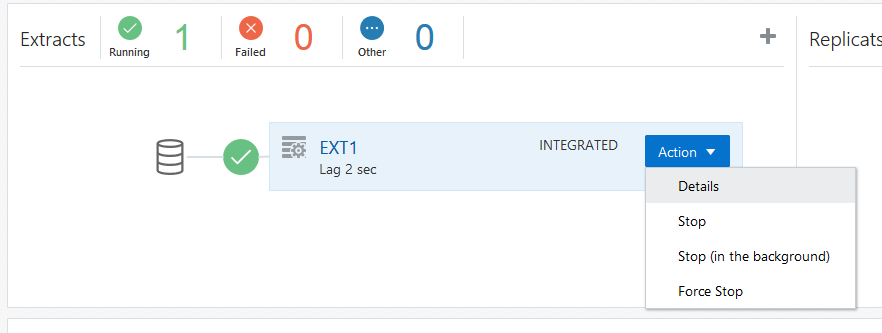 Extracts
Running
1
Failed
0
Other
0
Replicats
EXT1
Lag 2 sec
INTEGRATED
Action
Details
Stop
Stop (in the background)
Force Stop